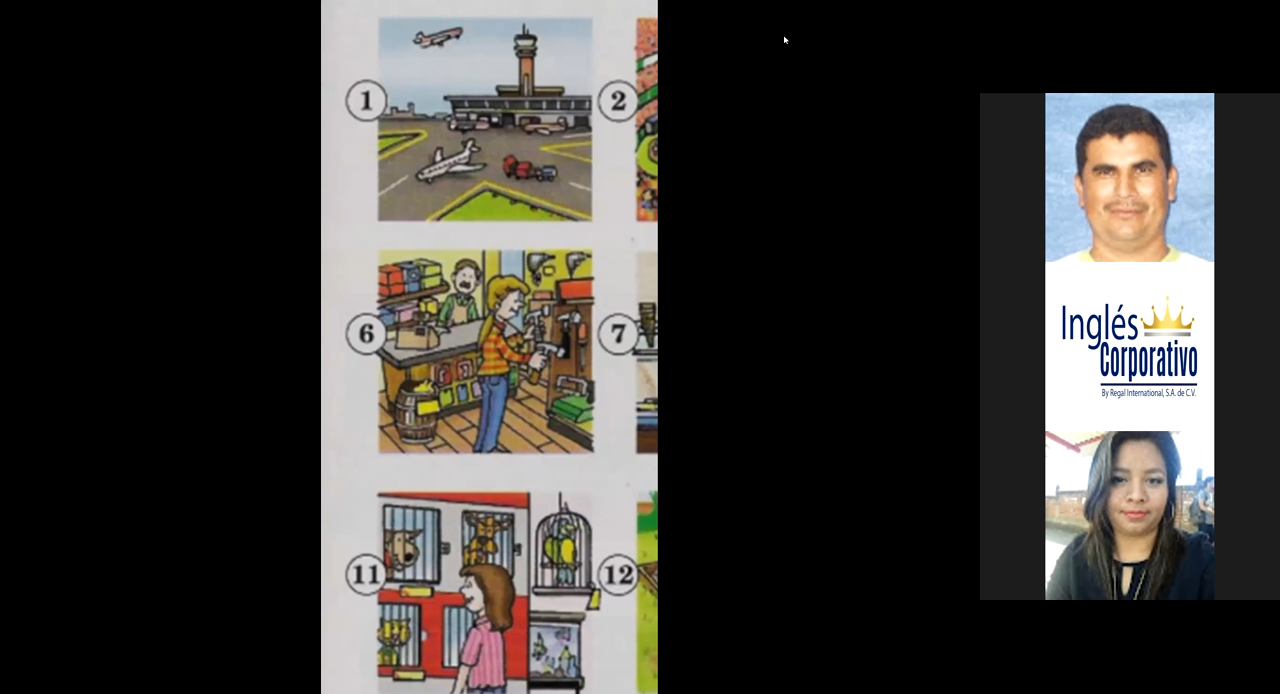 1
2
6
7
11
12
Inglés
Corporativo
By Regal International, S.A. de C.V.